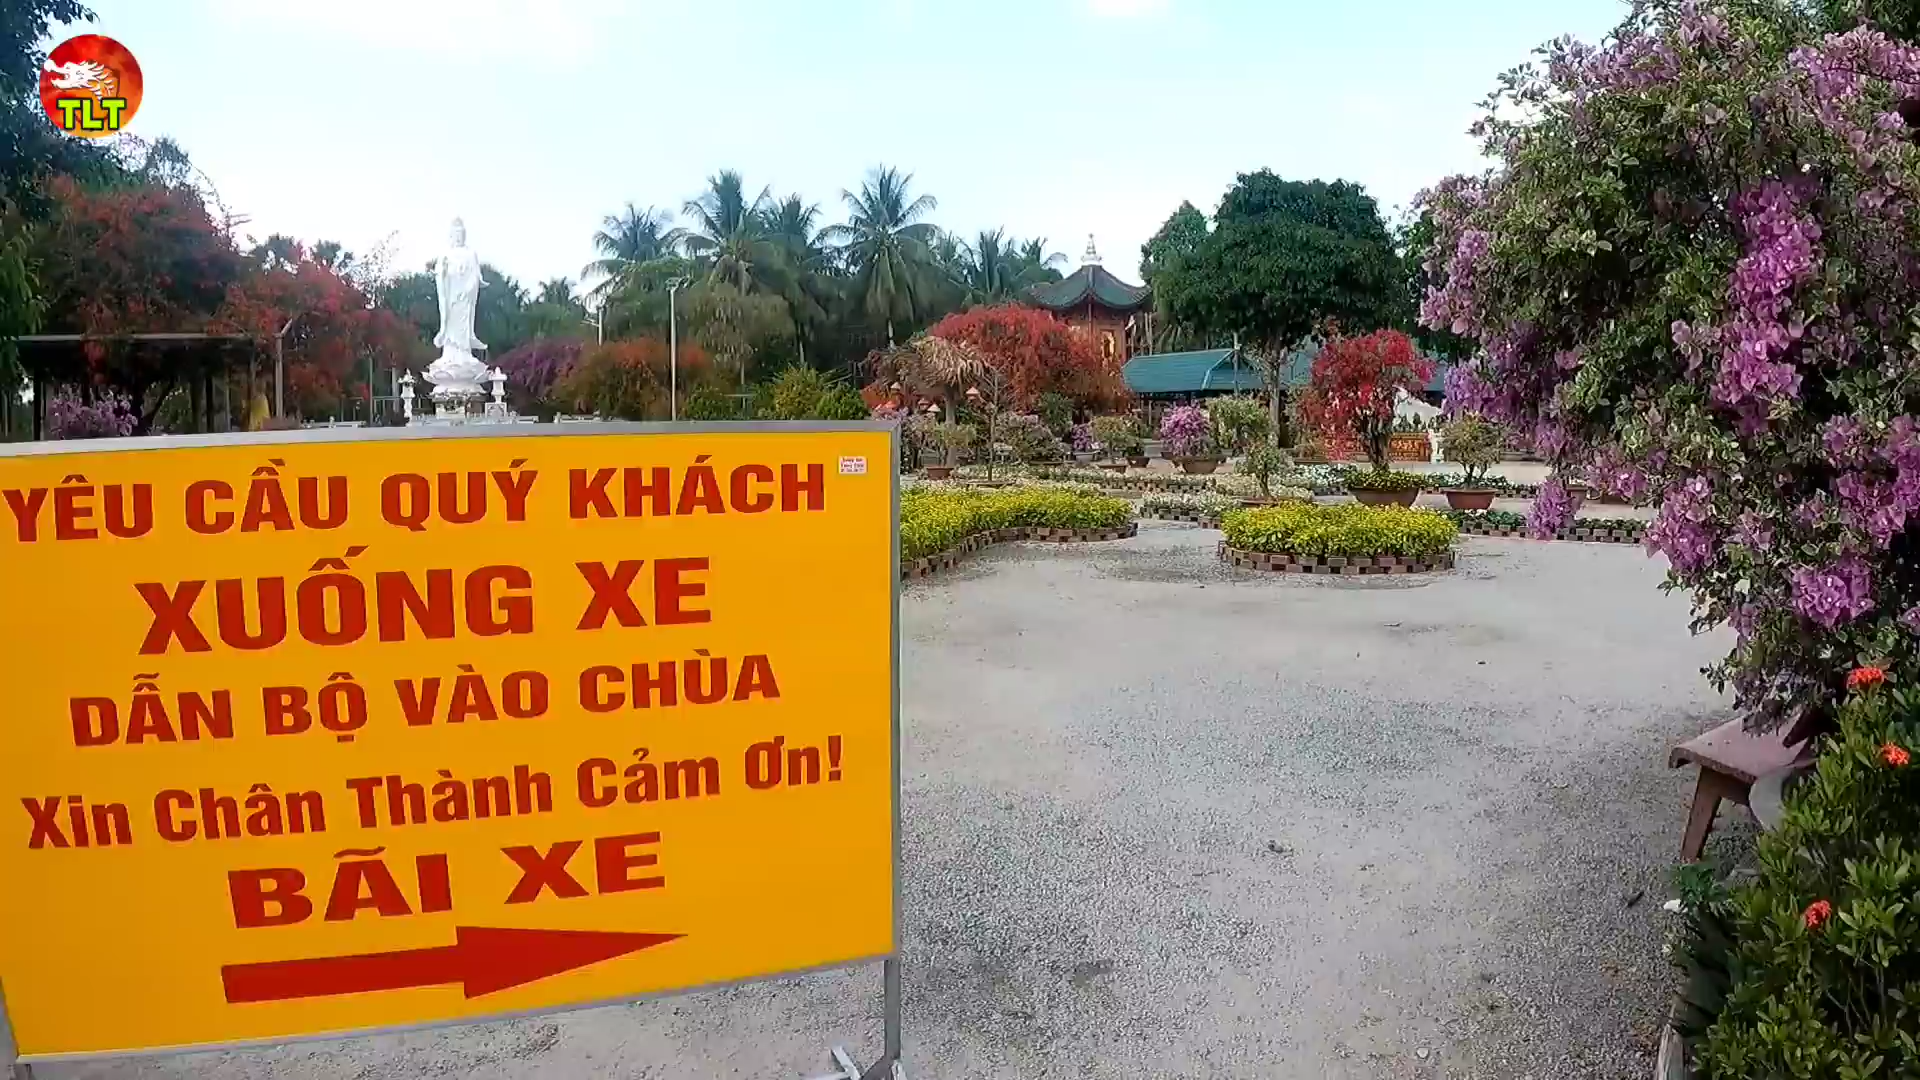 TLT
YÊU CẦU QUÝ KHÁCH
XUỐNG XE
DẪN BỘ VÀO CHÙA
Xin Chân Thành Cảm Ơn!
BÃI XE